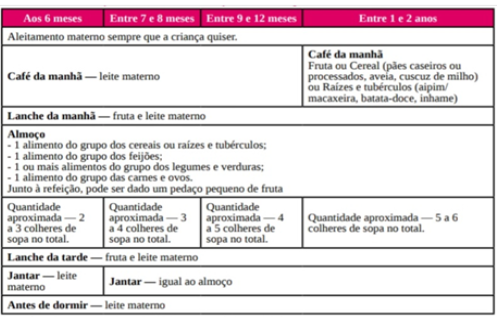 Aos 6 meses Entre 7 e 8 meses Entre 9 e 12 meses Entre 1 e 2 anos
Aleitamento materno sempre que a criança quiser.
Café da manhã — leite materno
Café da manhã
Fruta ou Cereal (pães caseiros ou
processados, aveia, cuscuz de milho)
ou Raízes e tubérculos (aipim/
macaxeira, batata-doce, inhame)
Lanche da manhã — fruta e leite materno
Almoço
- 1 alimento do grupo dos cereais ou raízes e tubérculos;
- 1 alimento do grupo dos feijões;
- 1 ou mais alimentos do grupo dos legumes e verduras;
- 1 alimento do grupo das carnes e ovos.
Junto à refeição, pode ser dado um pedaço pequeno de fruta
Quantidade
aproximada — 2
a 3 colheres de
sopa no total.
Quantidade
aproximada — 3
a 4 colheres de
sopa no total.
Quantidade
aproximada — 4
a 5 colheres de
sopa no total.
Quantidade aproximada — 5 a 6
colheres de sopa no total.
Lanche da tarde — fruta e leite materno
Jantar — leite
materno
Jantar — igual ao almoço
Antes de dormir — leite materno